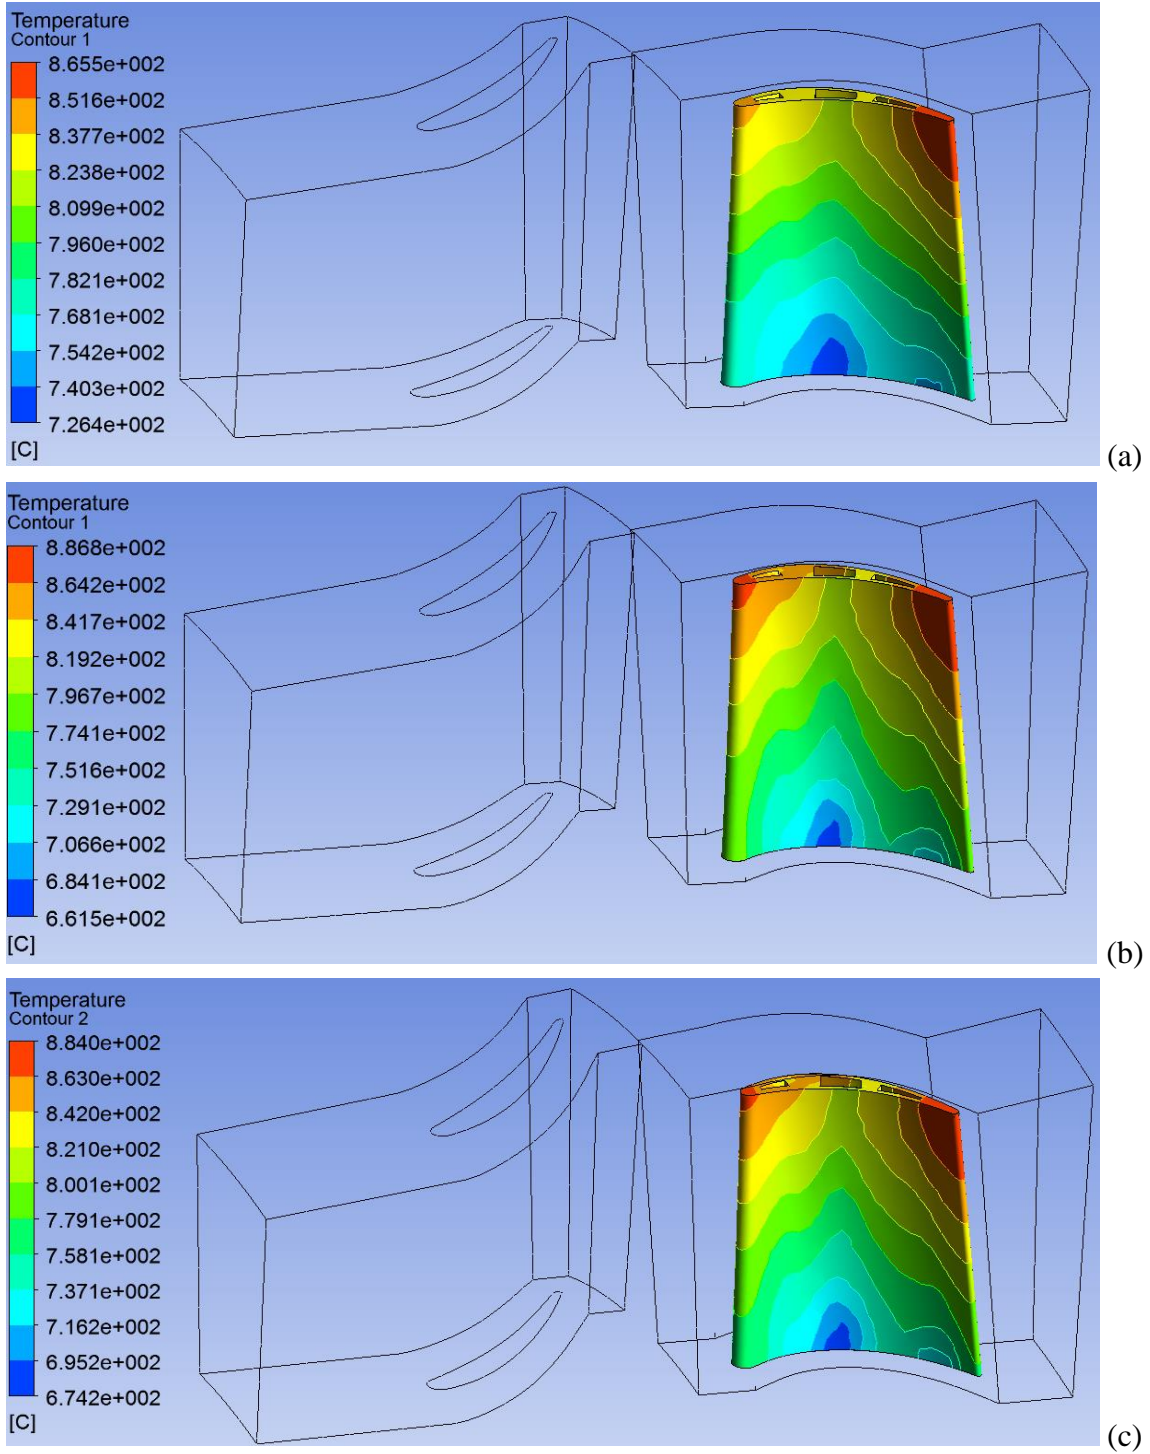 Temperature
Contour 1
8.655e+002
8.516e+002
8.377e+002
8.238e+002
8.099e+002
7.960e+002
7.821e+002
7.681e+002
7.542e+002
7.403e+002
7.264e+002
[C]
(a)
Temperature
Contour 1
8.868e+002
8.642e+002
8.417e+002
8.192e+002
7.967e+002
7.741e+002
7.516e+002
7.291e+002
7.066e+002
6.841e+002
6.615e+002
[C]
(b)
Temperature
Contour 2
8.840e+002
8.630e+002
8.420e+002
8.210e+002
8.001e+002
7.791e+002
7.581e+002
7.371e+002
7.162e+002
6.952e+002
6.742e+002
[C]
(c)